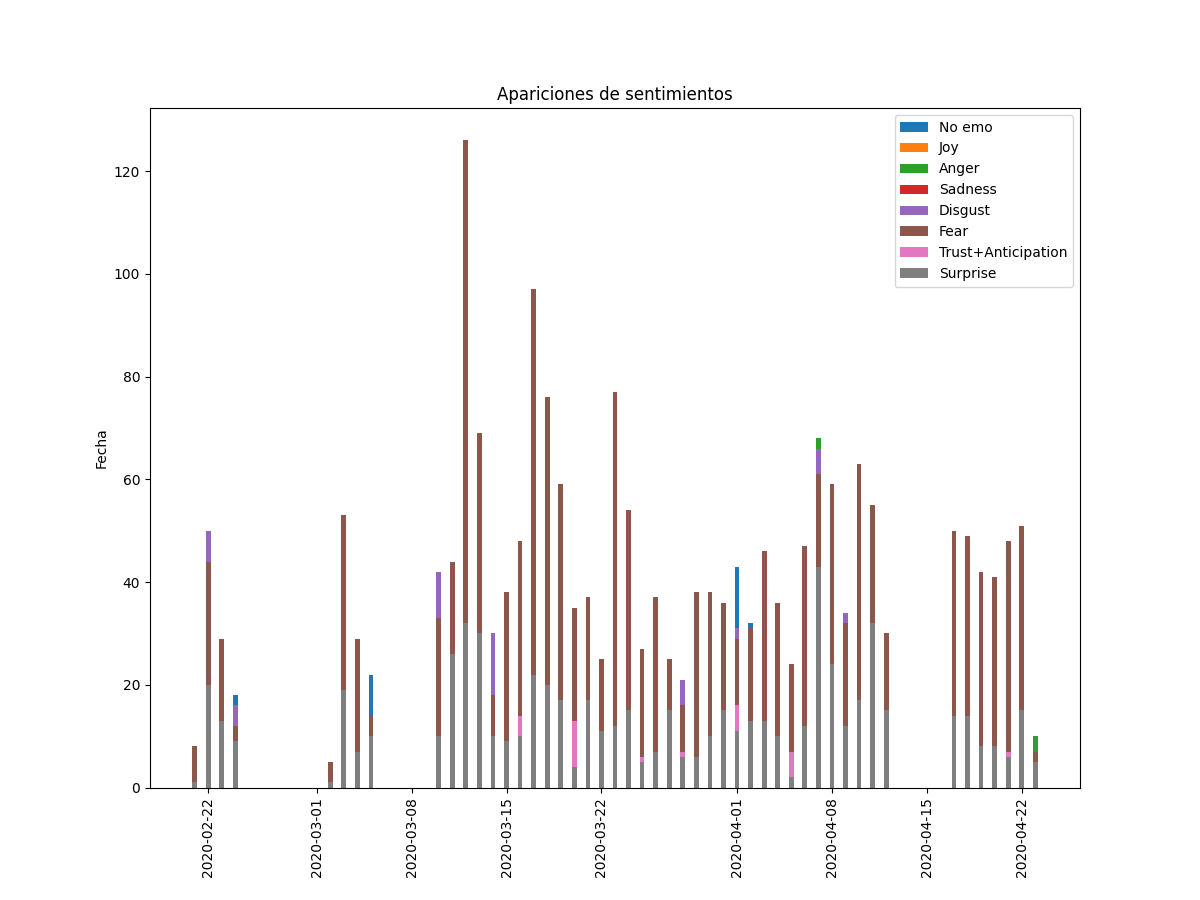 Apariciones de sentimientos
No emo
Joy
Anger
Sadness
Disgust
Fear
Trust+Anticipation
Surprise
Fecha
120
100
80
60
40
20
0
2020-02-22
2020-03-01
2020-03-08
2020-03-15
2020-03-22
2020-04-01
2020-04-08
2020-04-15
2020-04-22